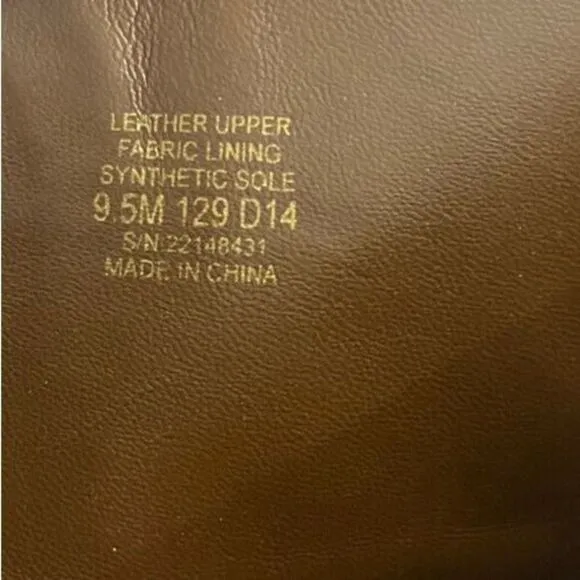 LEATHER UPPER
FABRIC LINING
SYNTHETIC SOLE
9.5M 129 D14
S/N:22148431
MADE IN CHINA